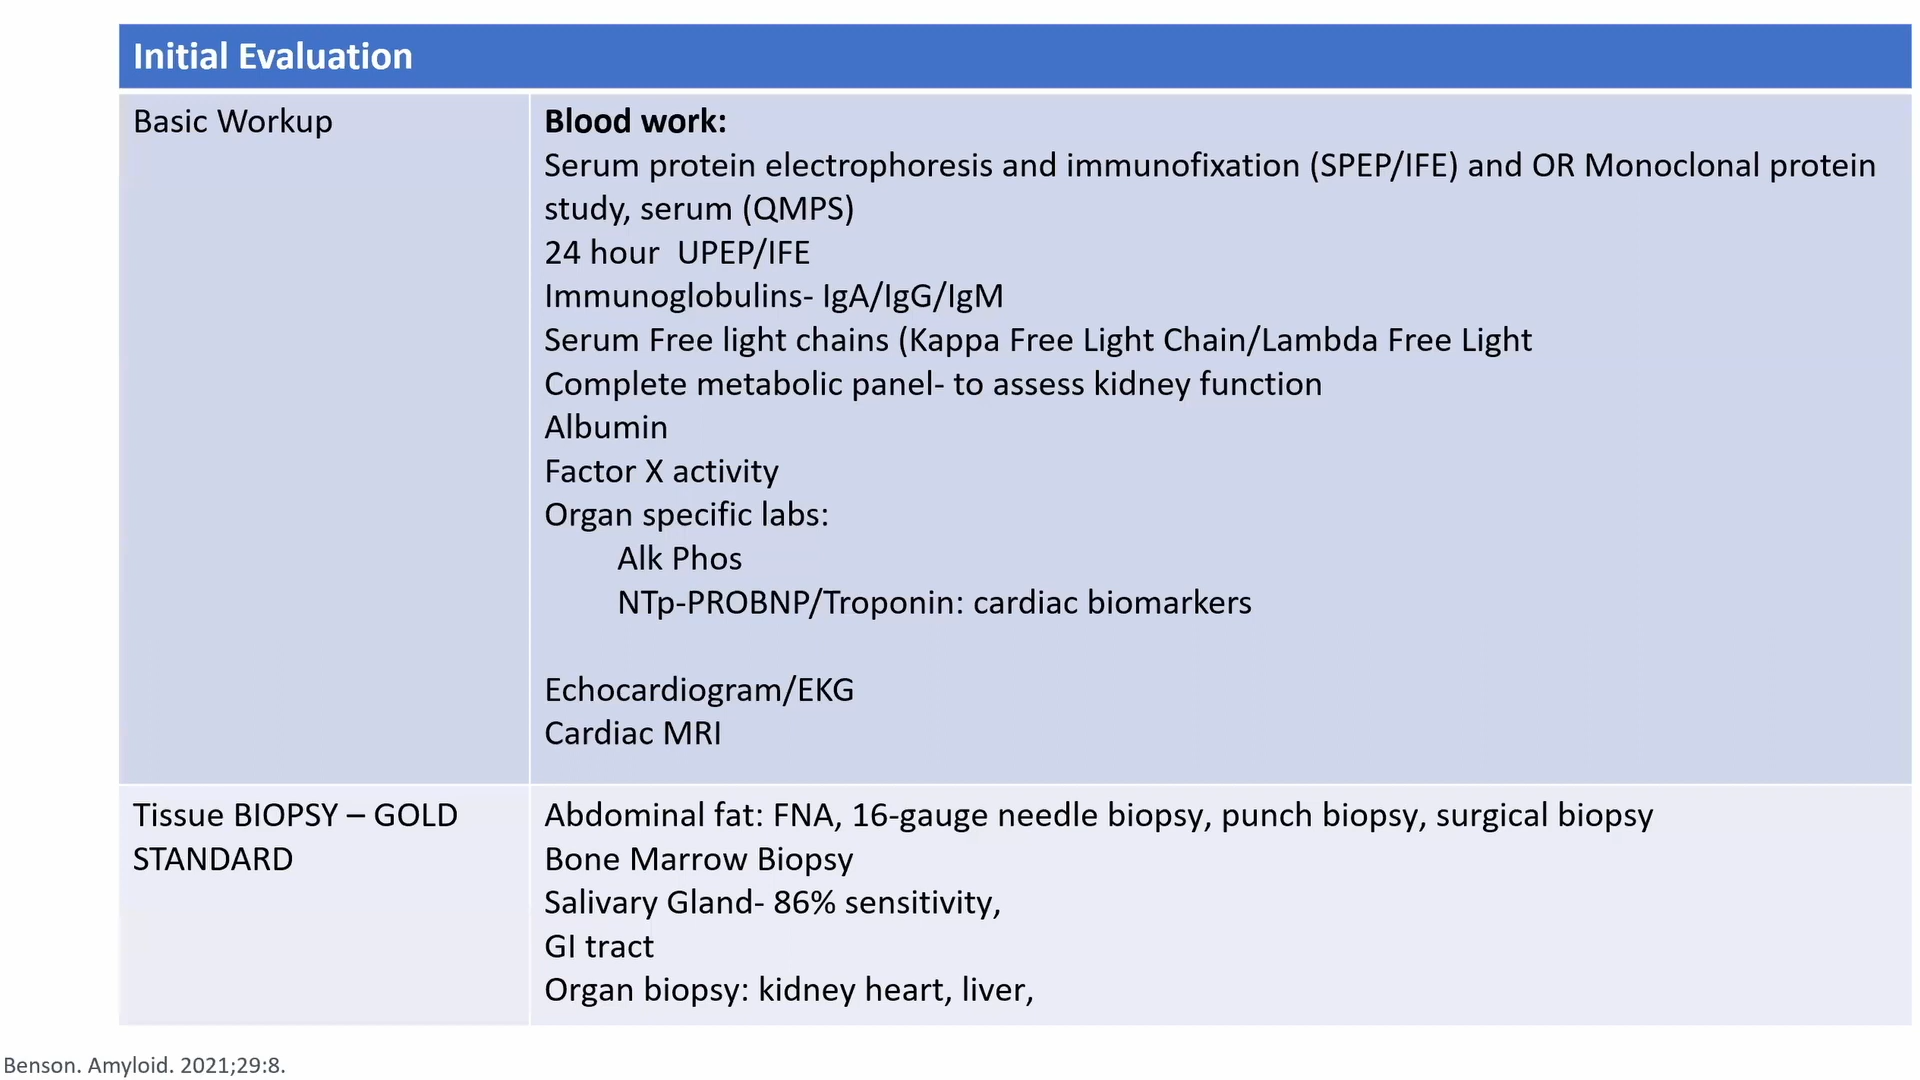 Initial Evaluation
Basic Workup
Blood work:
Serum protein electrophoresis and immunofixation (SPEP/IFE) and OR Monoclonal protein
study, serum (QMPS)
24 hour  UPEP/IFE
Immunoglobulins- IgA/IgG/IgM
Serum Free light chains (Kappa Free Light Chain/Lambda Free Light
Complete metabolic panel- to assess kidney function
Albumin
Factor X activity
Organ specific labs:
Alk Phos
NTp-PROBNP/Troponin: cardiac biomarkers
Echocardiogram/EKG
Cardiac MRI
Tissue BIOPSY – GOLD
STANDARD
Abdominal fat: FNA, 16-gauge needle biopsy, punch biopsy, surgical biopsy
Bone Marrow Biopsy
Salivary Gland- 86% sensitivity,
GI tract
Organ biopsy: kidney heart, liver,
Benson. Amyloid. 2021;29:8.